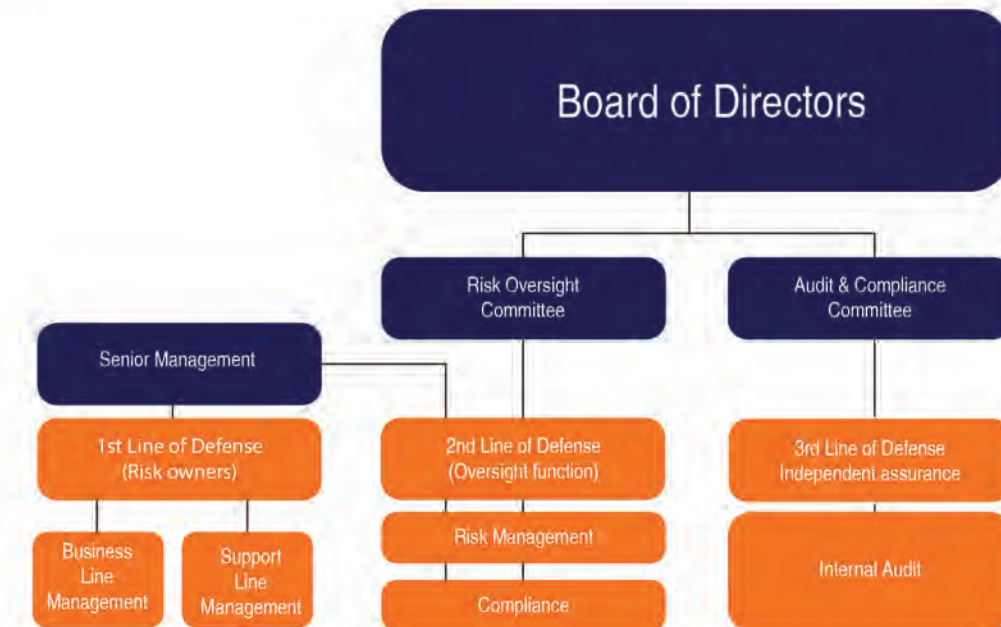 Board of Directors
Risk Oversight
Committee
Audit & Compliance
Committee
Senior Management
1st Line of Defense
(Risk owners)
2nd Line of Defense
(Oversight function)
3rd Line of Defense
Independent assurance
Business
Line
Management
Support
Line
Management
Risk Management
Compliance
Internal Audit